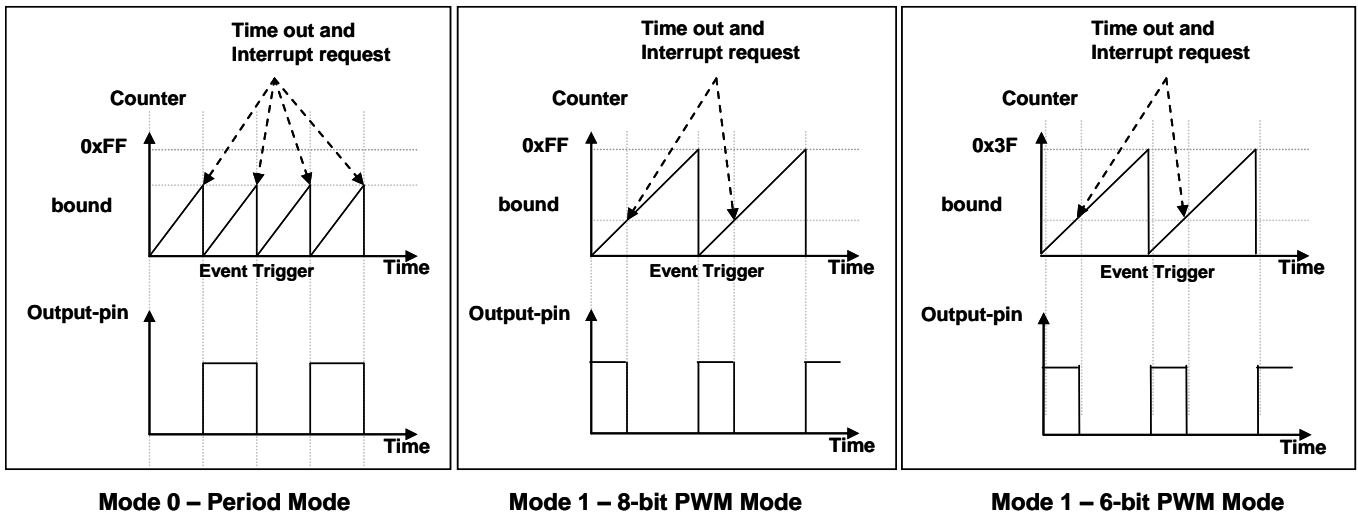 Time out and
Interrupt request
Counter
0xFF
bound
Time
Event Trigger
Output-pin
Time
Mode 0 – Period Mode
Time out and
Interrupt request
Counter
0xFF
bound
Time
Event Trigger
Output-pin
Time
Mode 1 – 8-bit PWM Mode
Time out and
Interrupt request
Counter
0x3F
bound
Time
Event Trigger
Output-pin
Time
Mode 1 – 6-bit PWM Mode